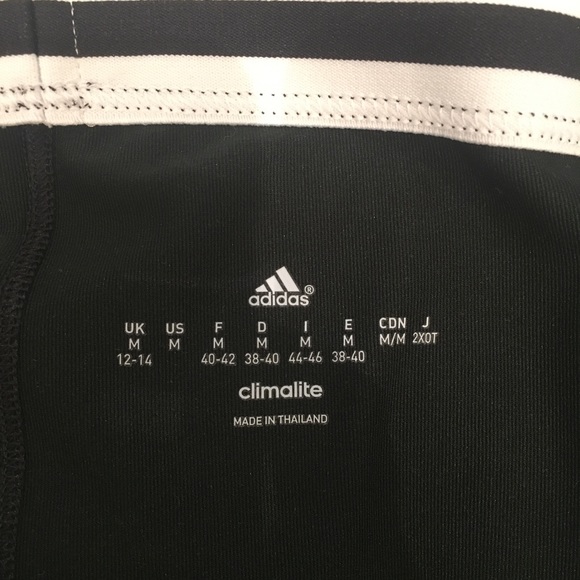 adidas®
UK US F D I E CDN J
M M M M M M M/M 2XOT
12-14 40-42 38-40 44-46 38-40
climalite
MADE IN THAILAND